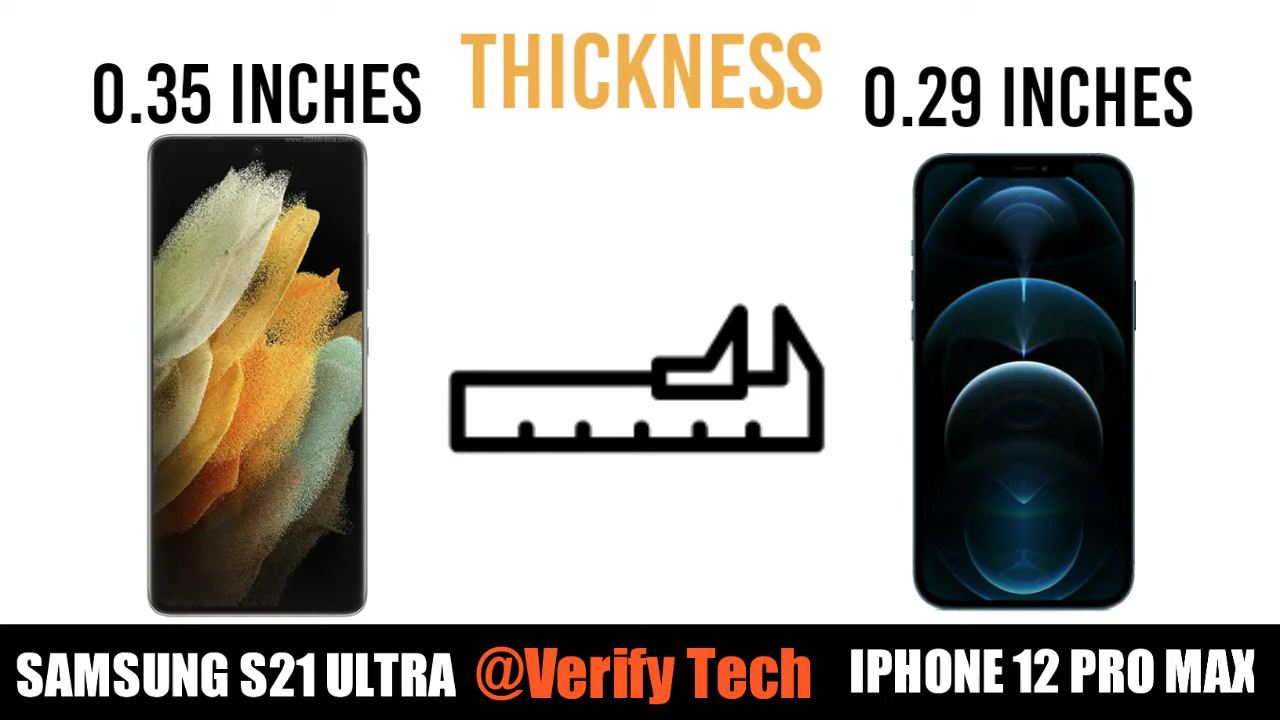 THICKNESS
0.35 INCHES
0.29 INCHES
SAMSUNG S21 ULTRA
@Verify Tech
IPHONE 12 PRO MAX